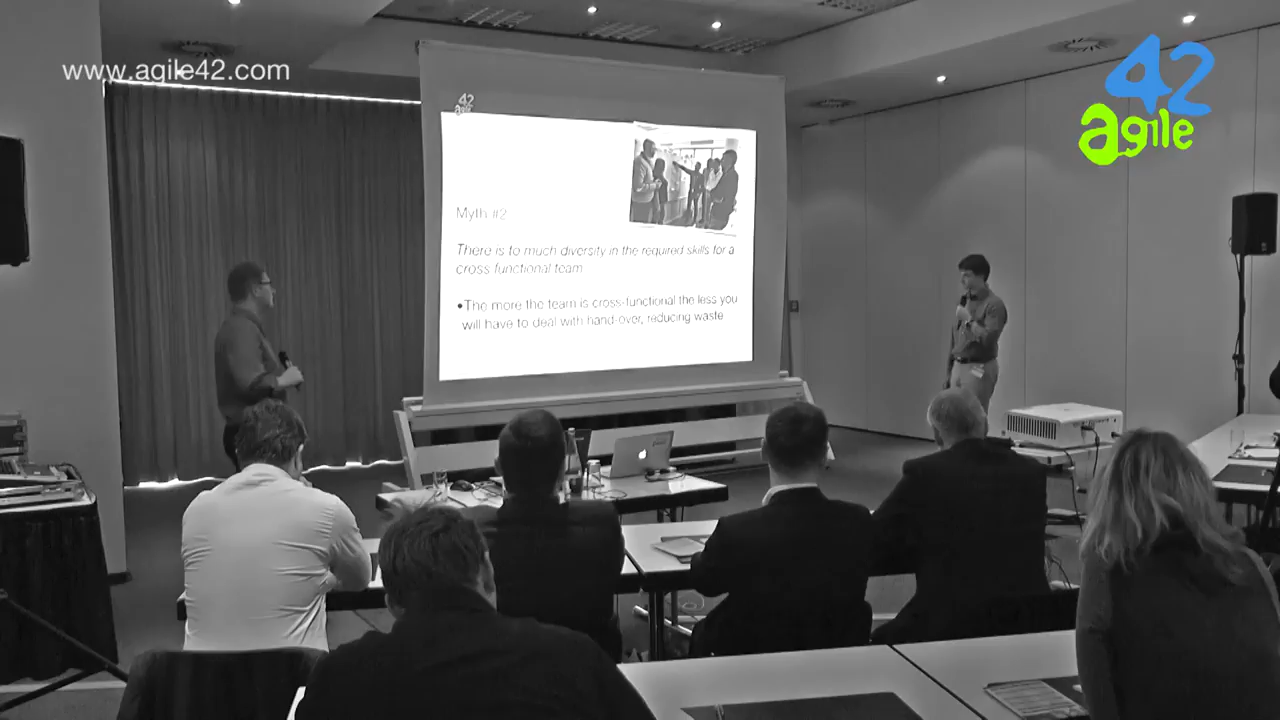 www.agile42.com
42
agile
42
agile
Myth #2
There is to much diversity in the required skills for a
cross functional team
•The more the team is cross-functional the less you
will have to deal with hand-over, reducing waste